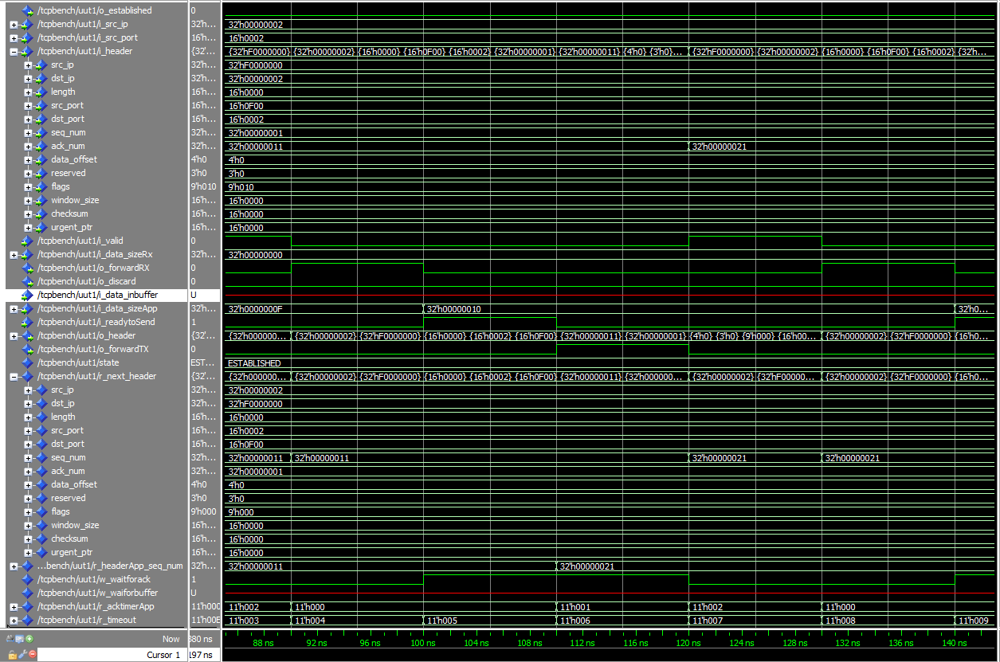 /tcpbench/uut1/o_established 0
/tcpbench/uut1/i_src_ip 32'h... 32'h00000002
/tcpbench/uut1/i_src_port 16'h... 16'h0002
/tcpbench/uut1/i_header {32'... {32'hF0000000} {32'h00000002} {16'h0000} {16'h0F00} {16'h0002} {32'h00000001} {32'h00000011} {4'h0} {3'h0}... {32'hF0000000} {32'h00000002} {16'h0000} {16'h0F00} {16'h0002} {32'h...
src_ip 32'h... 32'hF0000000
dst_ip 32'h... 32'h00000002
length 16'h... 16'h0000
src_port 16'h... 16'h0F00
dst_port 16'h... 16'h0002
seq_num 32'h... 32'h00000001
ack_num 32'h... 32'h00000011 32'h00000021
data_offset 4'h0 4'h0
reserved 3'h0 3'h0
flags 9'h010 9'h010
window_size 16'h... 16'h0000
checksum 16'h... 16'h0000
urgent_ptr 16'h... 16'h0000
/tcpbench/uut1/i_valid 0
/tcpbench/uut1/i_data_sizeRx 32'h... 32'h00000000
/tcpbench/uut1/o_forwardRX 0
/tcpbench/uut1/o_discard 0
/tcpbench/uut1/i_data_inbuffer U
/tcpbench/uut1/i_data_sizeApp 32'h... 32'h0000000F 32'h00000010 32'h0...
/tcpbench/uut1/i_readytoSend 1
/tcpbench/uut1/o_header {32'... {32'h000000... {32'h00000002} {32'hF0000000} {16'h0000} {16'h0002} {16'h0F00} {32'h00000011} {32'h00000001} {4'h0} {3'h0} {9'h000} {16'h000... {32'h00000002} {32'hF0000000} {16'h0...
/tcpbench/uut1/o_forwardTX 0
/tcpbench/uut1/state EST... ESTABLISHED
/tcpbench/uut1/r_next_header {32'... {32'h000000... {32'h00000002} {32'hF0000000} {16'h0000} {16'h0002} {16'h0F00} {32'h00000011} {32'h000000... {32'h00000002} {32'hF00000... {32'h00000002} {32'hF0000000} {16'h0...
src_ip 32'h... 32'h00000002
dst_ip 32'h... 32'hF0000000
length 16'h... 16'h0000
src_port 16'h... 16'h0002
dst_port 16'h... 16'h0F00
seq_num 32'h... 32'h00000011 32'h00000011 32'h00000021 32'h00000021
ack_num 32'h... 32'h00000001
data_offset 4'h0 4'h0
reserved 3'h0 3'h0
flags 9'h000 9'h000
window_size 16'h... 16'h0000
checksum 16'h... 16'h0000
urgent_ptr 16'h... 16'h0000
...bench/uut1/r_headerApp_seq_num 32'h... 32'h00000011 32'h00000021
/tcpbench/uut1/w_waitforack 1
/tcpbench/uut1/w_waiforbuffer U
/tcpbench/uut1/r_acktimerApp 11'h000 11'h002 11'h000 11'h001 11'h002 11'h000
/tcpbench/uut1/r_timeout 11'h00E 11'h003 11'h004 11'h005 11'h006 11'h007 11'h008 11'h009
Now 380 ns 88 ns 92 ns 96 ns 100 ns 104 ns 108 ns 112 ns 116 ns 120 ns 124 ns 128 ns 132 ns 136 ns 140 ns
Cursor 1 197 ns